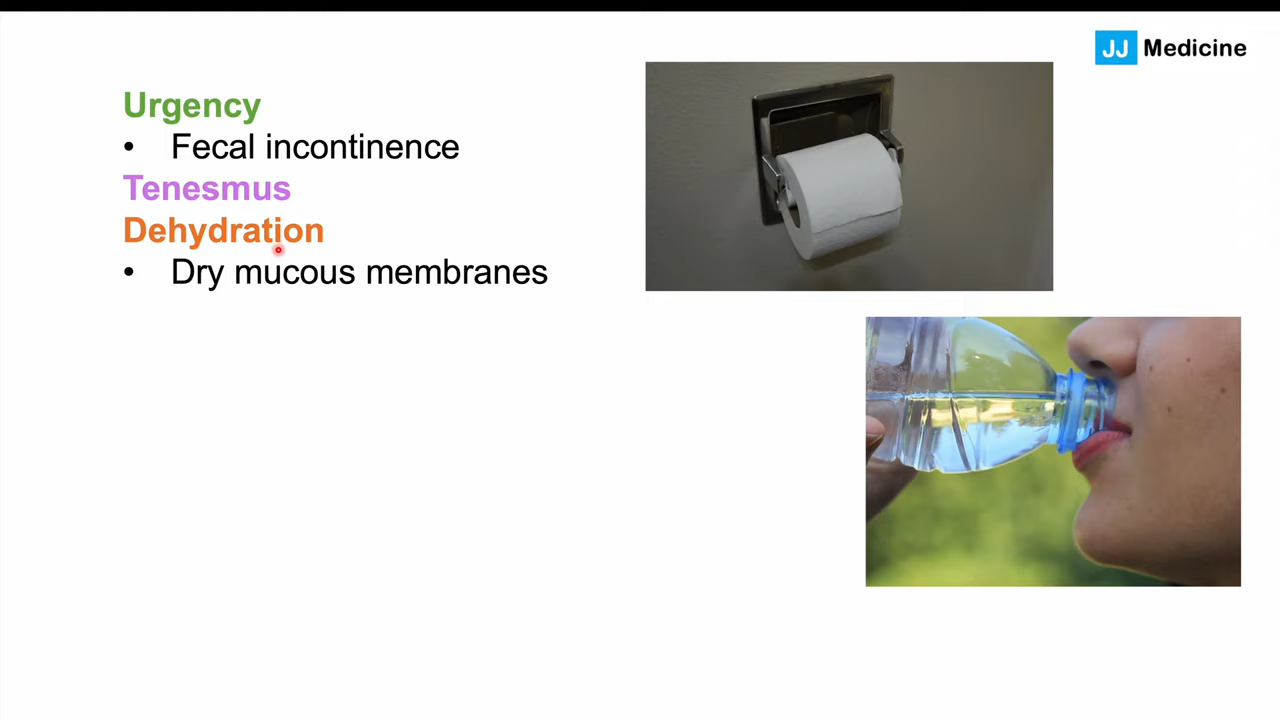 JJ Medicine
Urgency
• Fecal incontinence
Tenesmus
Dehydration
• Dry mucous membranes